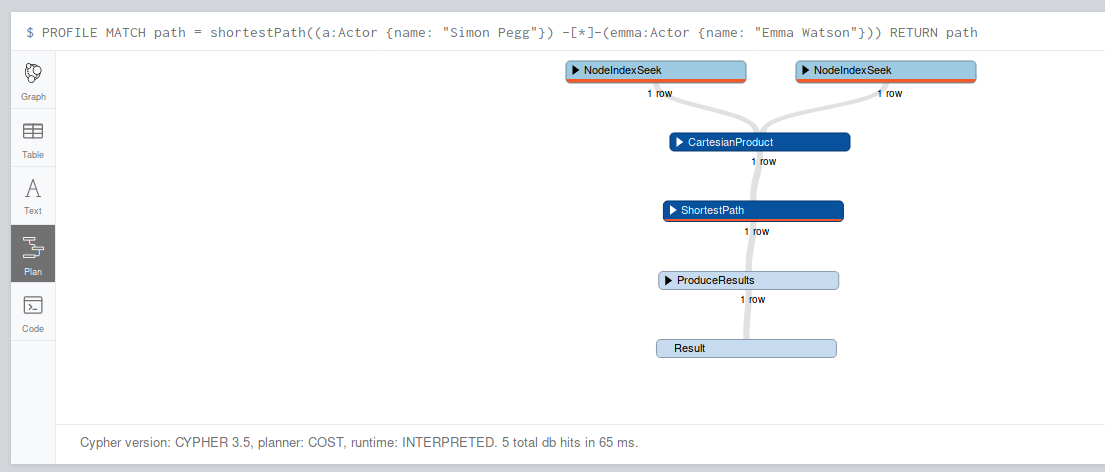 $ PROFILE MATCH path = shortestPath((a:Actor {name: "Simon Pegg"}) -[*]-(emma:Actor {name: "Emma Watson"})) RETURN path
Graph
Table
Text
Plan
Code
NodeIndexSeek
NodeIndexSeek
1 row
1 row
CartesianProduct
1 row
ShortestPath
1 row
ProduceResults
1 row
Result
Cypher version: CYPHER 3.5, planner: COST, runtime: INTERPRETED. 5 total db hits in 65 ms.